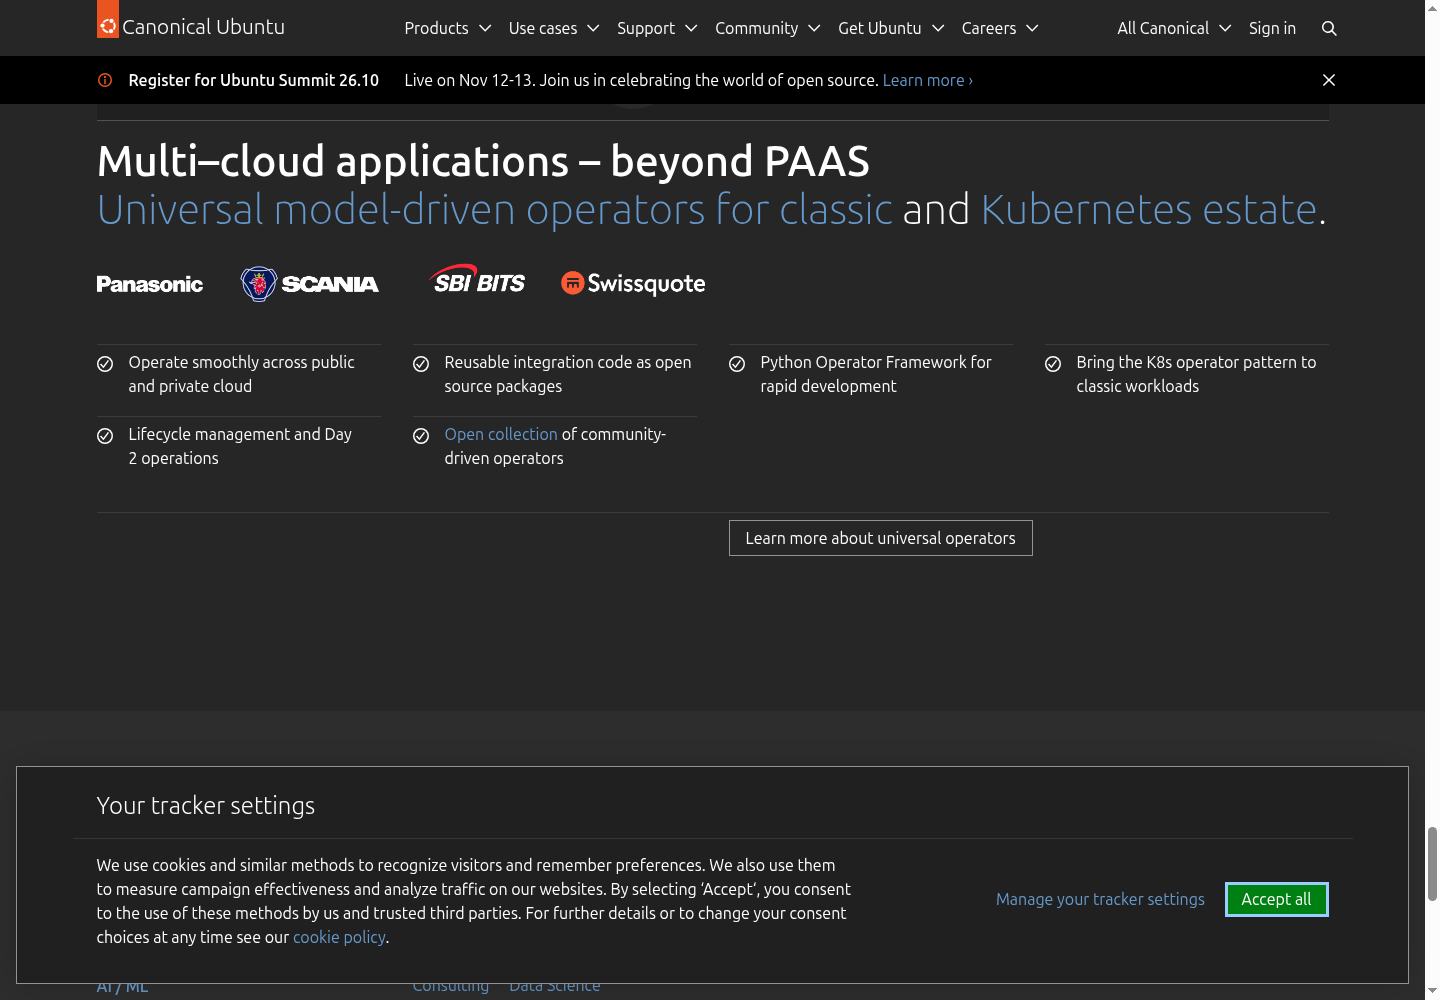 Canonical Ubuntu
Products
Use cases
Support
Community
Get Ubuntu
Careers
All Canonical
Sign in
Register for Ubuntu Summit 26.10
Live on Nov 12-13. Join us in celebrating the world of open source. Learn more ›
Multi–cloud applications – beyond PAAS
Universal model-driven operators for classic and Kubernetes estate.
Panasonic
SCANIA
SBI BITS
Swissquote
Operate smoothly across public
and private cloud
Reusable integration code as open
source packages
Python Operator Framework for
rapid development
Bring the K8s operator pattern to
classic workloads
Lifecycle management and Day
2 operations
Open collection of community-
driven operators
Learn more about universal operators
Your tracker settings
We use cookies and similar methods to recognize visitors and remember preferences. We also use them
to measure campaign effectiveness and analyze traffic on our websites. By selecting ‘Accept‘, you consent
to the use of these methods by us and trusted third parties. For further details or to change your consent
choices at any time see our cookie policy.
Manage your tracker settings
Accept all
AI / ML
Consulting
Data Science